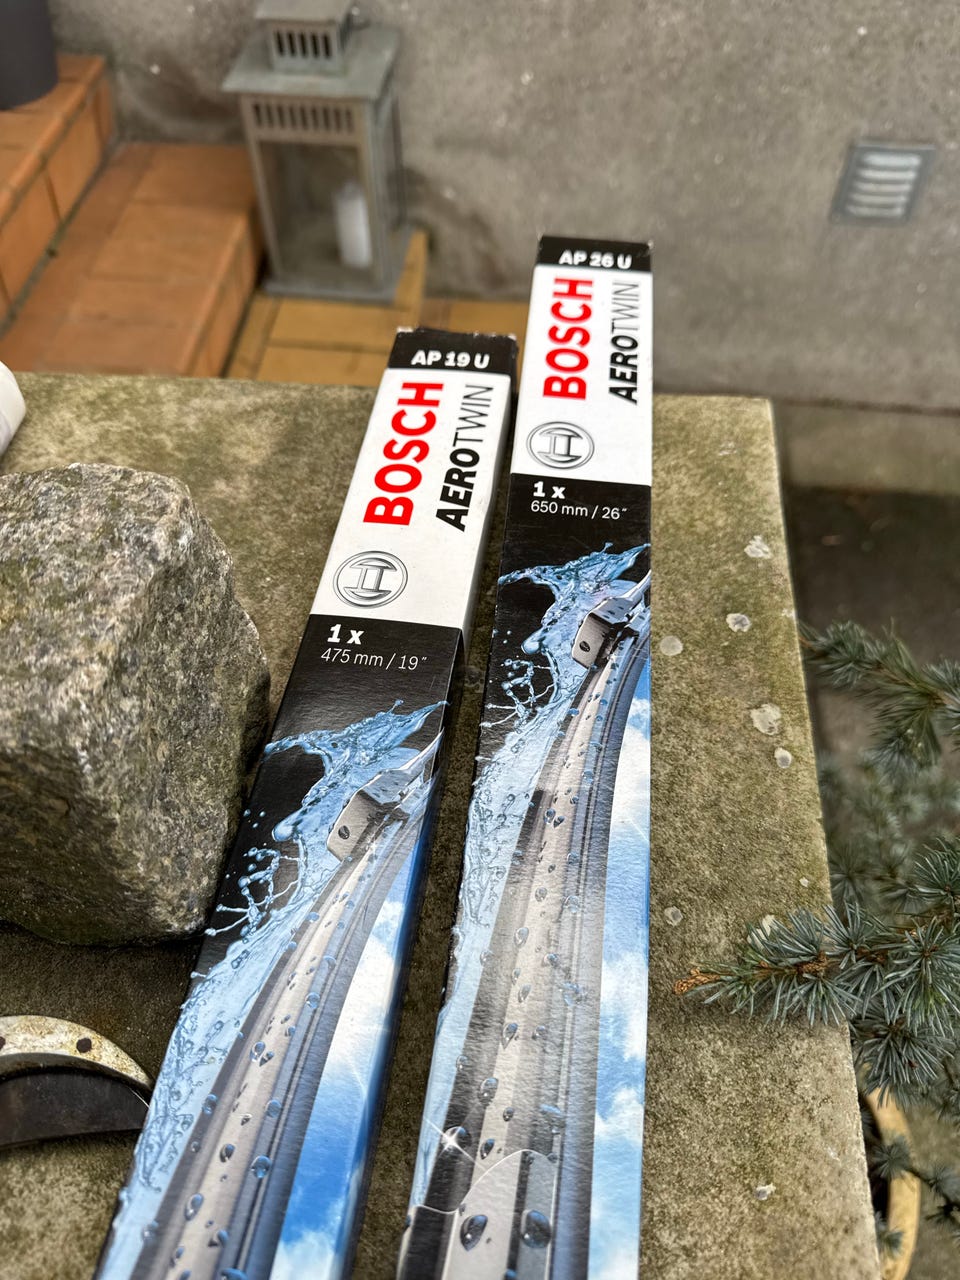 AP 19 U
BOSCH
AEROTWIN
1 x
475 mm / 19"
AP 26 U
BOSCH
AEROTWIN
1 x
650 mm / 26"